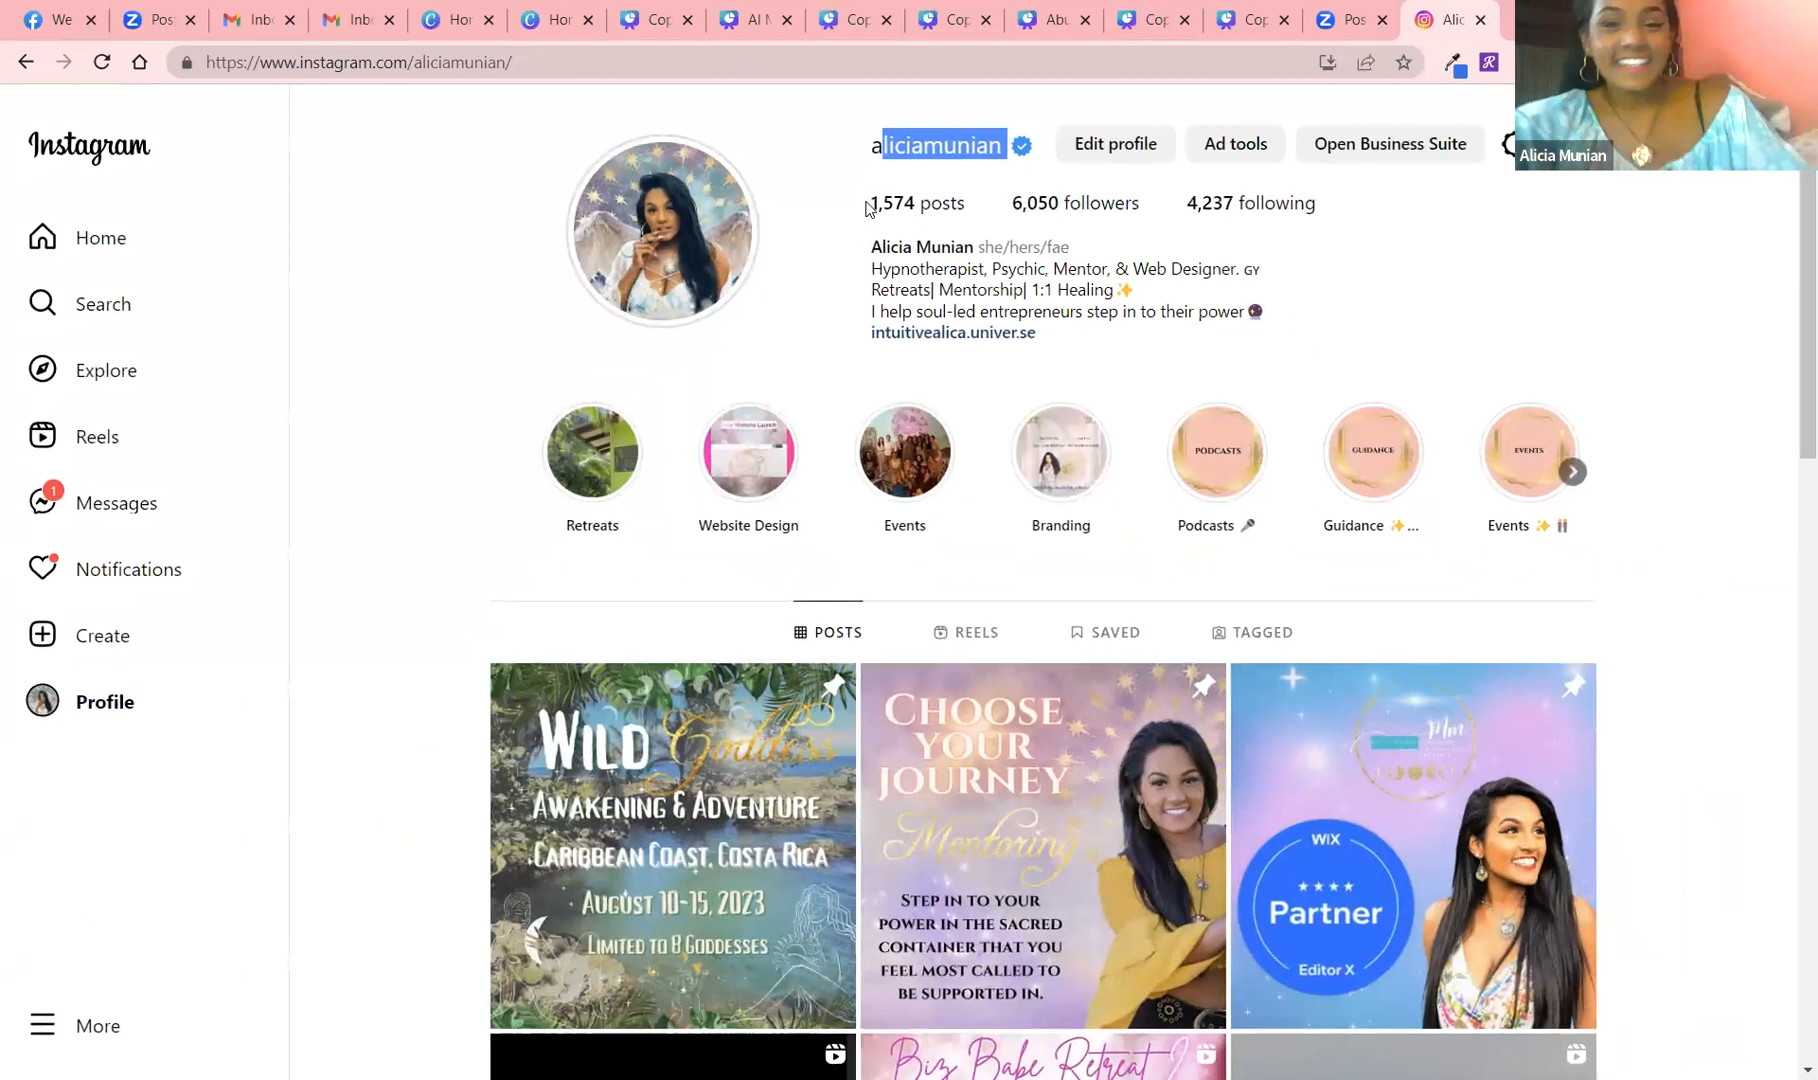 We
Pos
Inb
Inb
Hor
Hor
Cop
AI M
Cop
Cop
Abu
Cop
Cop
Pos
Alic
https://www.instagram.com/aliciamunian/
Alicia Munian
Instagram
Home
Search
Explore
Reels
1
Messages
Notifications
Create
Profile
More
aliciamunian
Edit profile
Ad tools
Open Business Suite
1,574 posts
6,050 followers
4,237 following
Alicia Munian she/hers/fae
Hypnotherapist, Psychic, Mentor, & Web Designer. GY
Retreats| Mentorship| 1:1 Healing✨
I help soul-led entrepreneurs step in to their power🔮
intuitivealica.univer.se
PODCASTS
GUIDANCE
EVENTS
Retreats
Website Design
Events
Branding
Podcasts 🎤
Guidance ✨...
Events ✨ 👭
POSTS
REELS
SAVED
TAGGED
WILD Goddess
AWAKENING & ADVENTURE
CARIBBEAN COAST, COSTA RICA
AUGUST 10-15, 2023
LIMITED TO 8 GODDESSES
CHOOSE
YOUR
JOURNEY
Mentoring
STEP IN TO YOUR
POWER IN THE SACRED
CONTAINER THAT YOU
FEEL MOST CALLED TO
BE SUPPORTED IN.
Mm
WIX
Partner
Editor X
Biz Babe Retreat